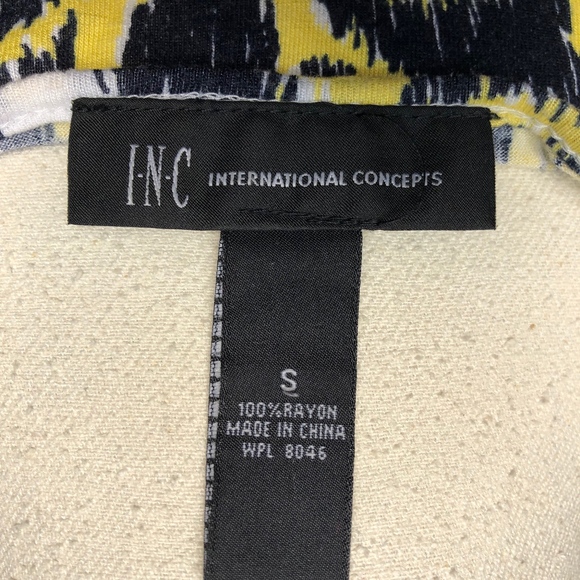 I·N·C INTERNATIONAL CONCEPTS
S
100%RAYON
MADE IN CHINA
WPL 8046